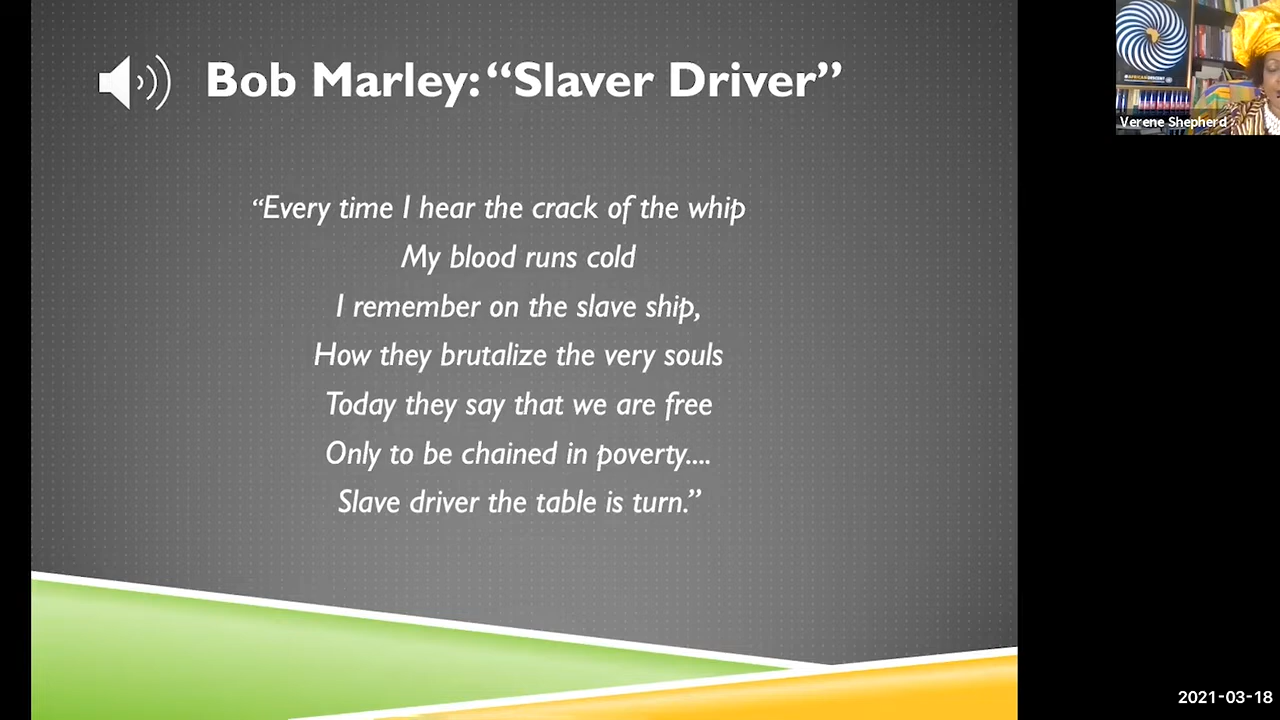 Bob Marley: “Slaver Driver”
“Every time I hear the crack of the whip
My blood runs cold
I remember on the slave ship,
How they brutalize the very souls
Today they say that we are free
Only to be chained in poverty....
Slave driver the table is turn.”
Verene Shepherd
2021-03-18